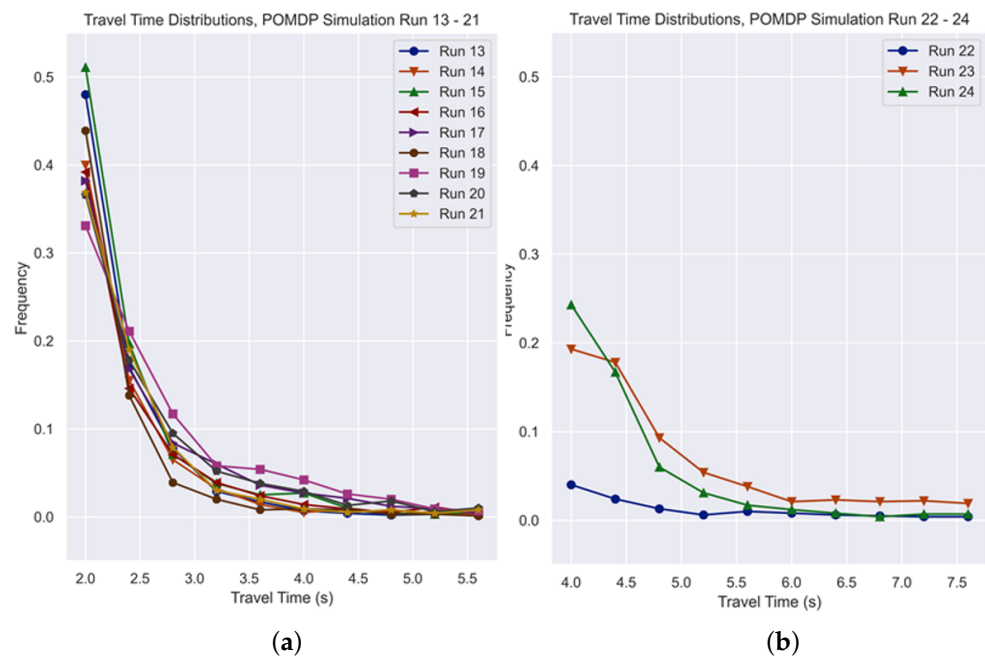 Travel Time Distributions, POMDP Simulation Run 13 - 21
0.5
0.4
0.3
0.2
0.1
0.0
Frequency
2.0 2.5 3.0 3.5 4.0 4.5 5.0 5.5
Travel Time (s)
Run 13
Run 14
Run 15
Run 16
Run 17
Run 18
Run 19
Run 20
Run 21
(a)
Travel Time Distributions, POMDP Simulation Run 22 - 24
0.5
0.4
0.3
0.2
0.1
0.0
Frequency
4.0 4.5 5.0 5.5 6.0 6.5 7.0 7.5
Travel Time (s)
Run 22
Run 23
Run 24
(b)